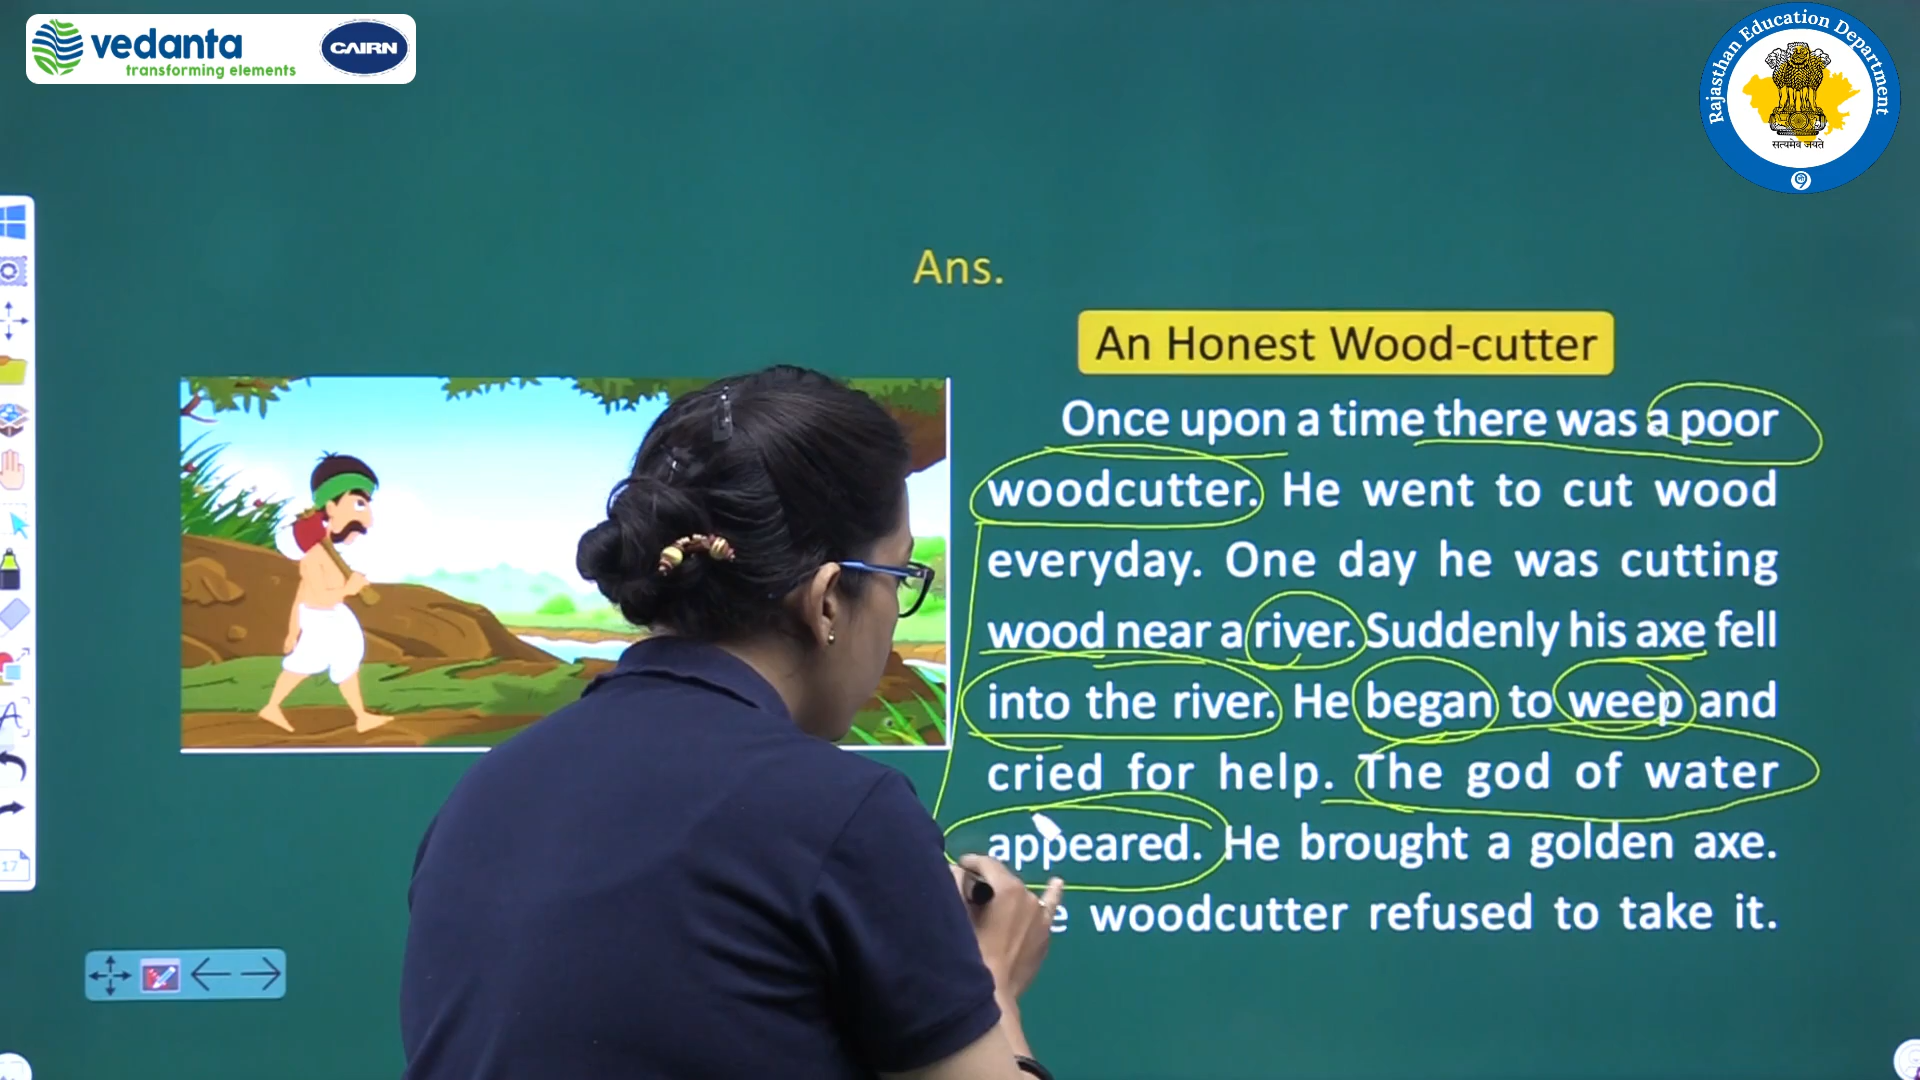 vedanta
transforming elements
CAIRN
Rajasthan Education Department
सत्यमेव जयते
Ans.
An Honest Wood-cutter
Once upon a time there was a poor
woodcutter. He went to cut wood
everyday. One day he was cutting
wood near a river. Suddenly his axe fell
into the river. He began to weep and
cried for help. The god of water
appeared. He brought a golden axe.
woodcutter refused to take it.
17